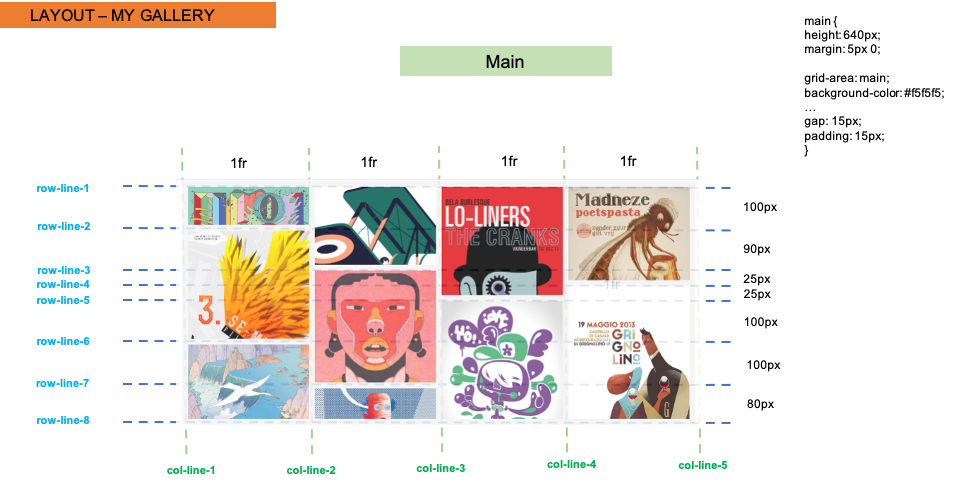 LAYOUT – MY GALLERY
main {
height: 640px;
margin: 5px 0;
grid-area: main;
background-color: #f5f5f5;
…
gap: 15px;
padding: 15px;
}
Main
1fr
1fr
1fr
1fr
row-line-1
row-line-2
row-line-3
row-line-4
row-line-5
row-line-6
row-line-7
row-line-8
BELA BURLESQUE
LO-LINERS
THE CRANKS
Madneze
poetspasta
1fr
3.
19 MAGGIO 2013
GRI
GNO
LINO
100px
90px
25px
25px
100px
100px
80px
col-line-1
col-line-2
col-line-3
col-line-4
col-line-5